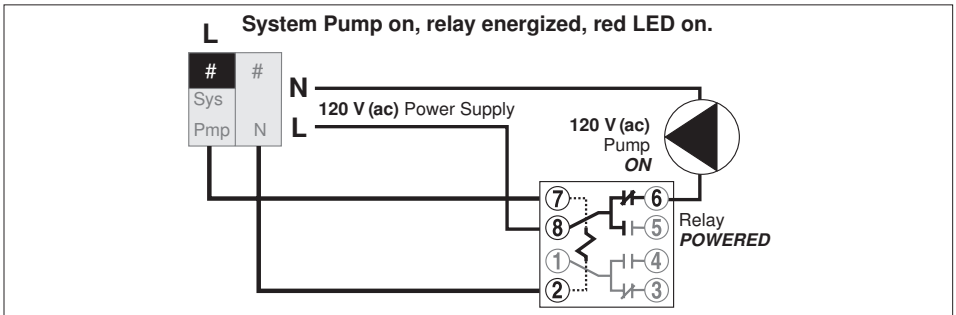 System Pump on, relay energized, red LED on.
L
# #
Sys
Pmp N
N
120 V (ac) Power Supply
L
120 V (ac)
Pump
ON
7
8
1
2
6
5
4
3
Relay
POWERED